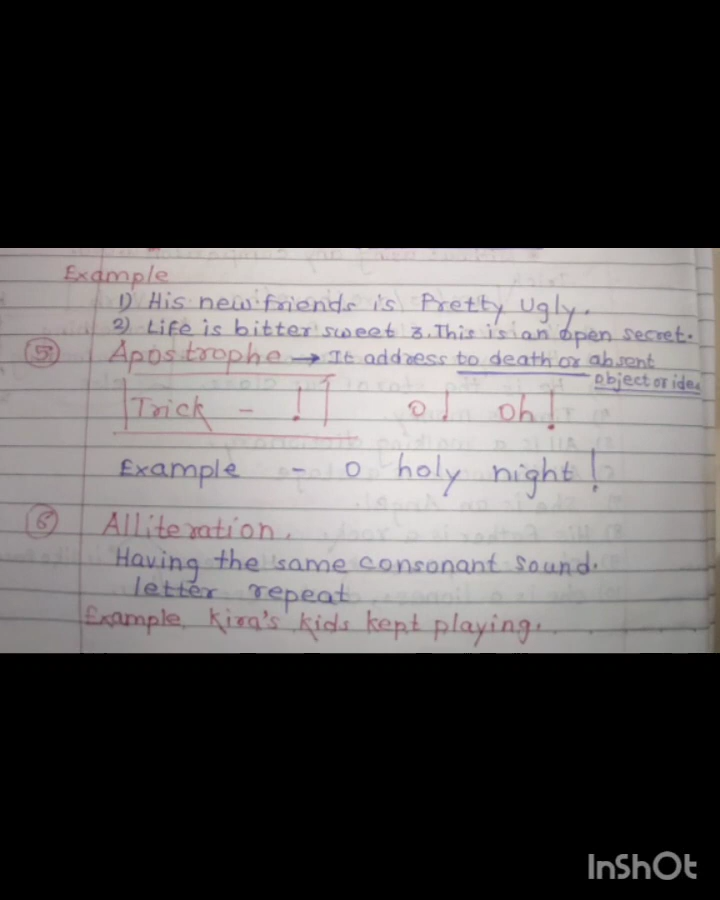 Example
1) His new friends is Pretty Ugly.
2) Life is bitter sweet 3. This is an open secret.
5 Apostrophe → It address to death or absent
object or idea
Trick - ! O! Oh!
Example - O holy night!
6 Alliteration.
Having the same consonant sound.
letter repeat
Example. Kira's kids kept playing.
InShOt